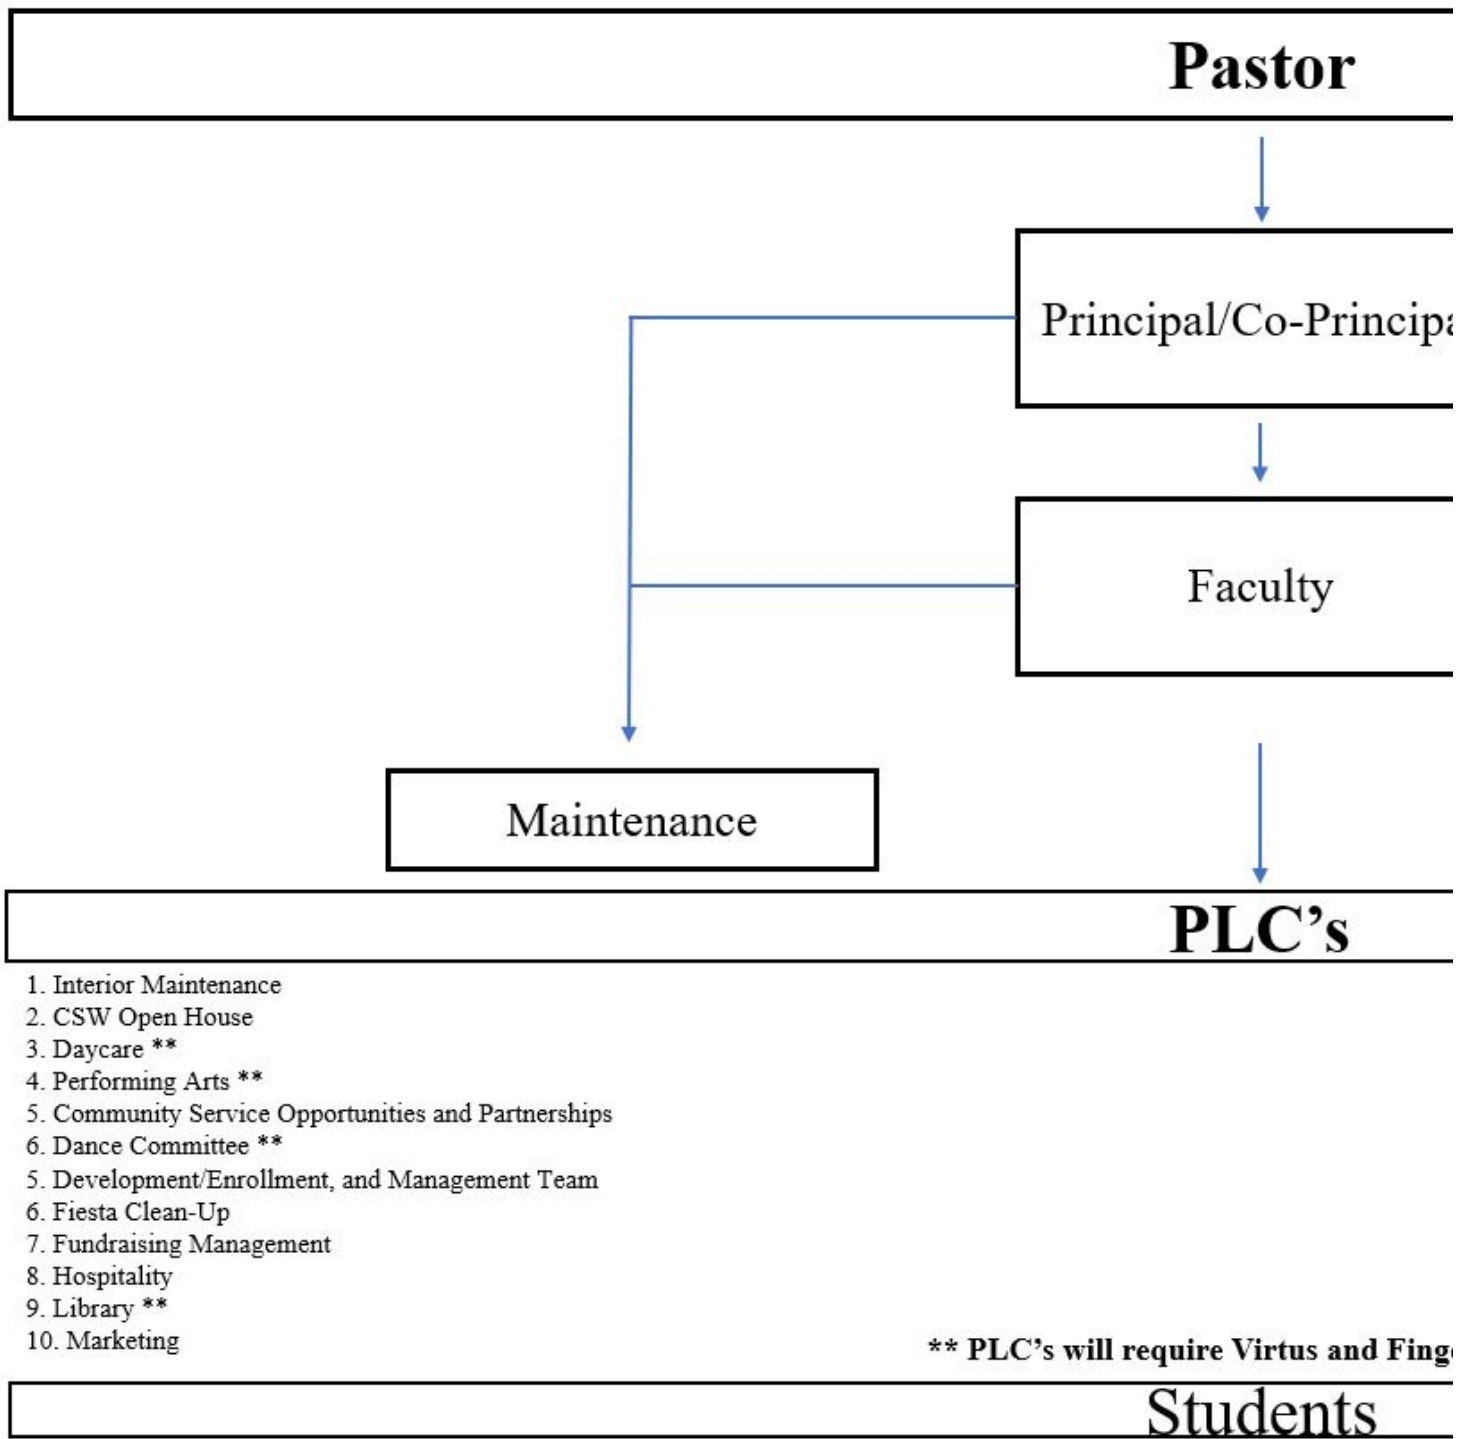 Pastor
Principal/Co-Principa
Faculty
Maintenance
PLC’s
1. Interior Maintenance
2. CSW Open House
3. Daycare **
4. Performing Arts **
5. Community Service Opportunities and Partnerships
6. Dance Committee **
5. Development/Enrollment, and Management Team
6. Fiesta Clean-Up
7. Fundraising Management
8. Hospitality
9. Library **
10. Marketing
** PLC’s will require Virtus and Fing
Students